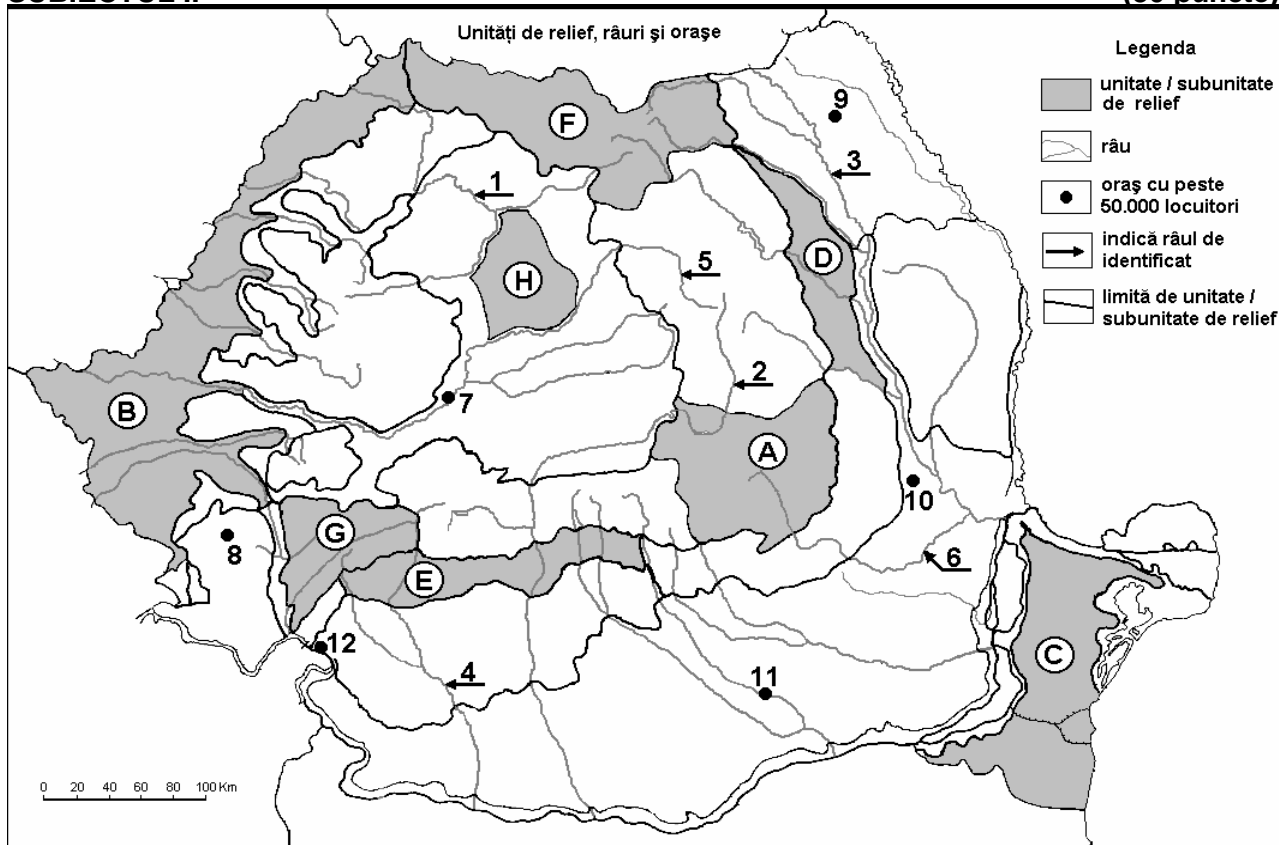 Unităţi de relief, râuri şi oraşe
Legenda
unitate / subunitate
de relief
râu
oraş cu peste
50.000 locuitori
indică râul de
identificat
limită de unitate /
subunitate de relief
F
9
3
1
5
D
H
2
7
B
A
10
8
G
6
E
12
4
11
C
0 20 40 60 80 100 Km